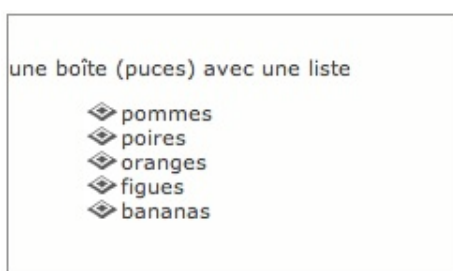 une boîte (puces) avec une liste
pommes
poires
oranges
figues
bananas